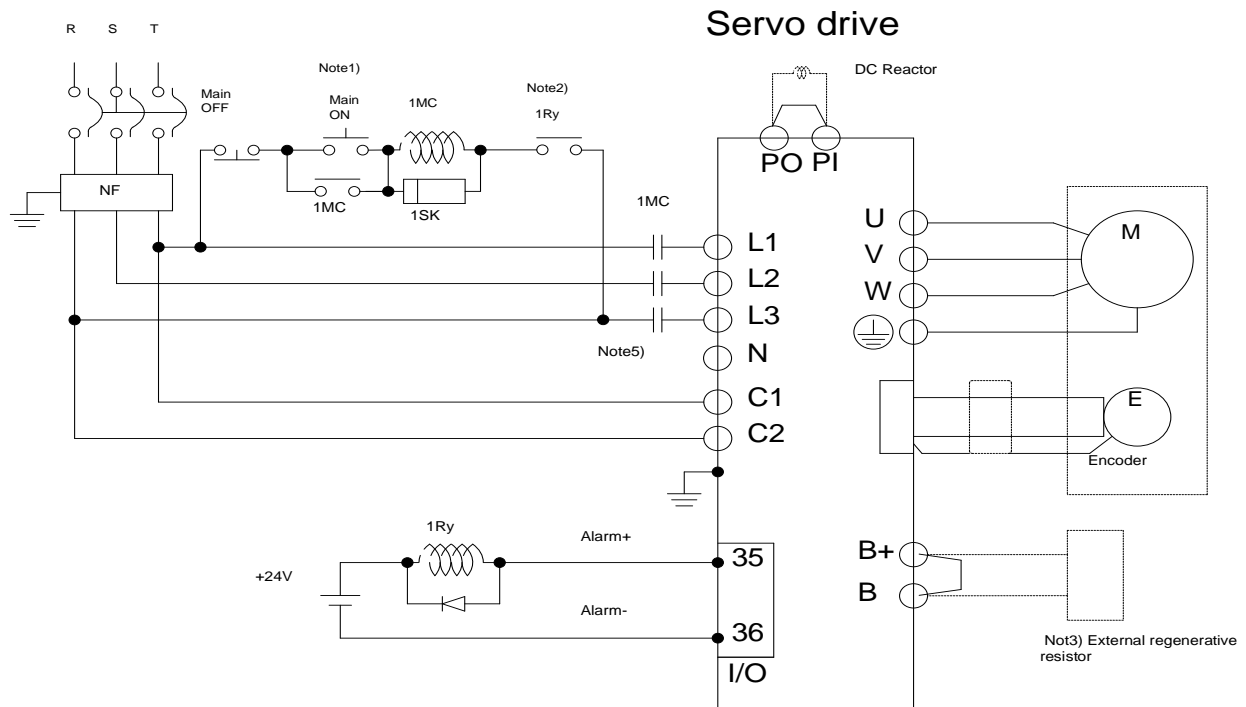 Servo drive
R S T
Main
OFF
Note1)
Main
ON
1MC
Note2)
1Ry
DC Reactor
PO PI
NF
1MC
1SK
1MC
L1
L2
L3
Note5)
N
C1
C2
U
V
W
M
E
Encoder
1Ry
Alarm+
35
+24V
Alarm-
36
I/O
B+
B
Not3) External regenerative
resistor